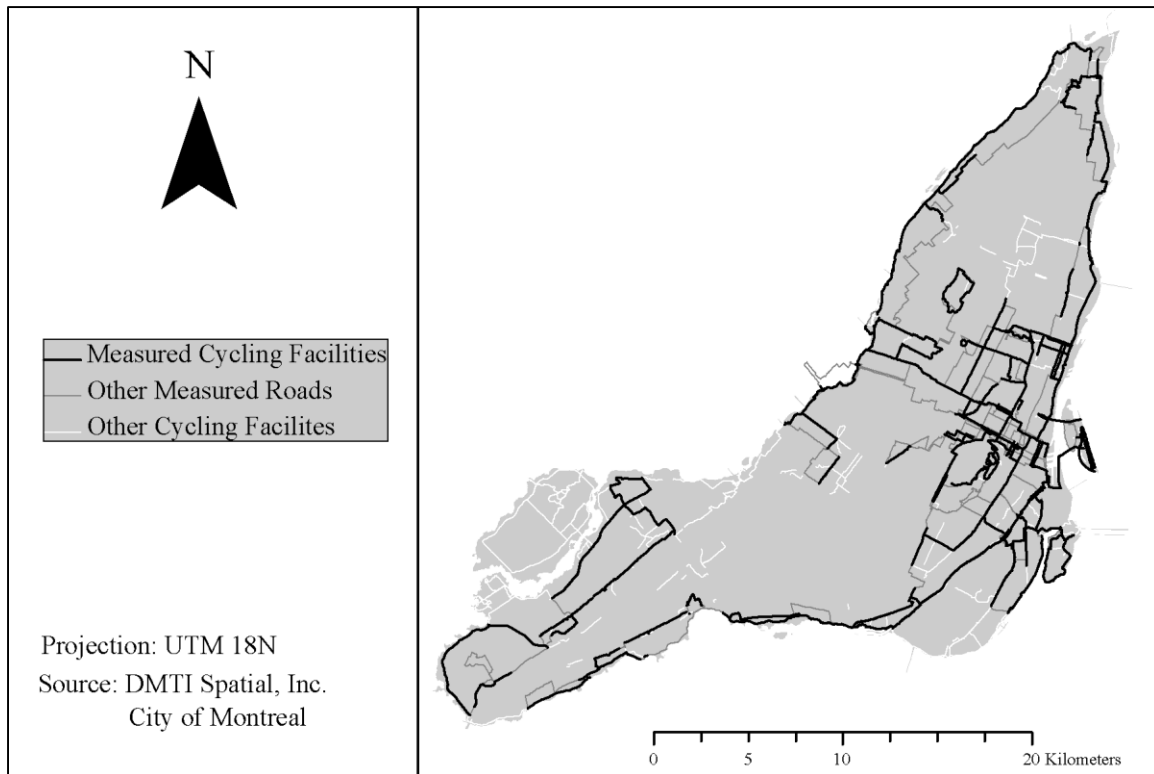 N
Measured Cycling Facilities
Other Measured Roads
Other Cycling Facilites
Projection: UTM 18N
Source: DMTI Spatial, Inc.
City of Montreal
0 5 10 20 Kilometers